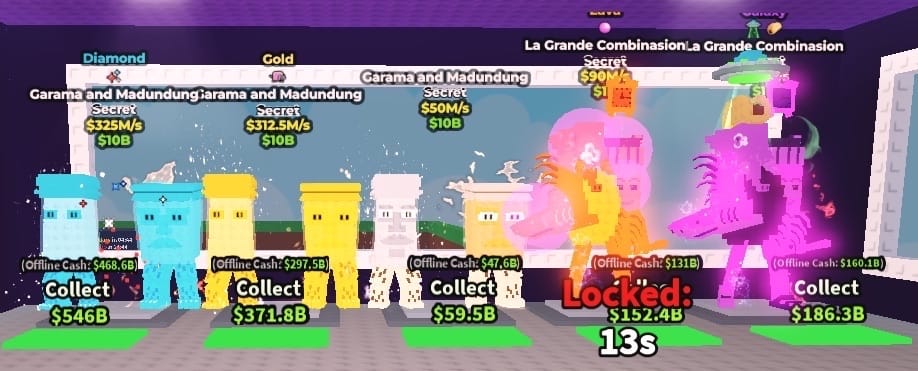 Diamond
Garama and Madundung
Secret
$325M/s
$10B
Gold
Garama and Madundung
Secret
$312.5M/s
$10B
Garama and Madundung
Secret
$50M/s
$10B
Lava
La Grande Combinasion
Secret
$90M/s
Galaxy
La Grande Combinasion
(Offline Cash: $468.6B)
Collect
$546B
(Offline Cash: $297.5B)
Collect
$371.8B
(Offline Cash: $47,6B)
Collect
$59.5B
(Offline Cash: $131B)
Locked:
$152.4B
13s
(Offline Cash: $160.1B)
Collect
$186.3B